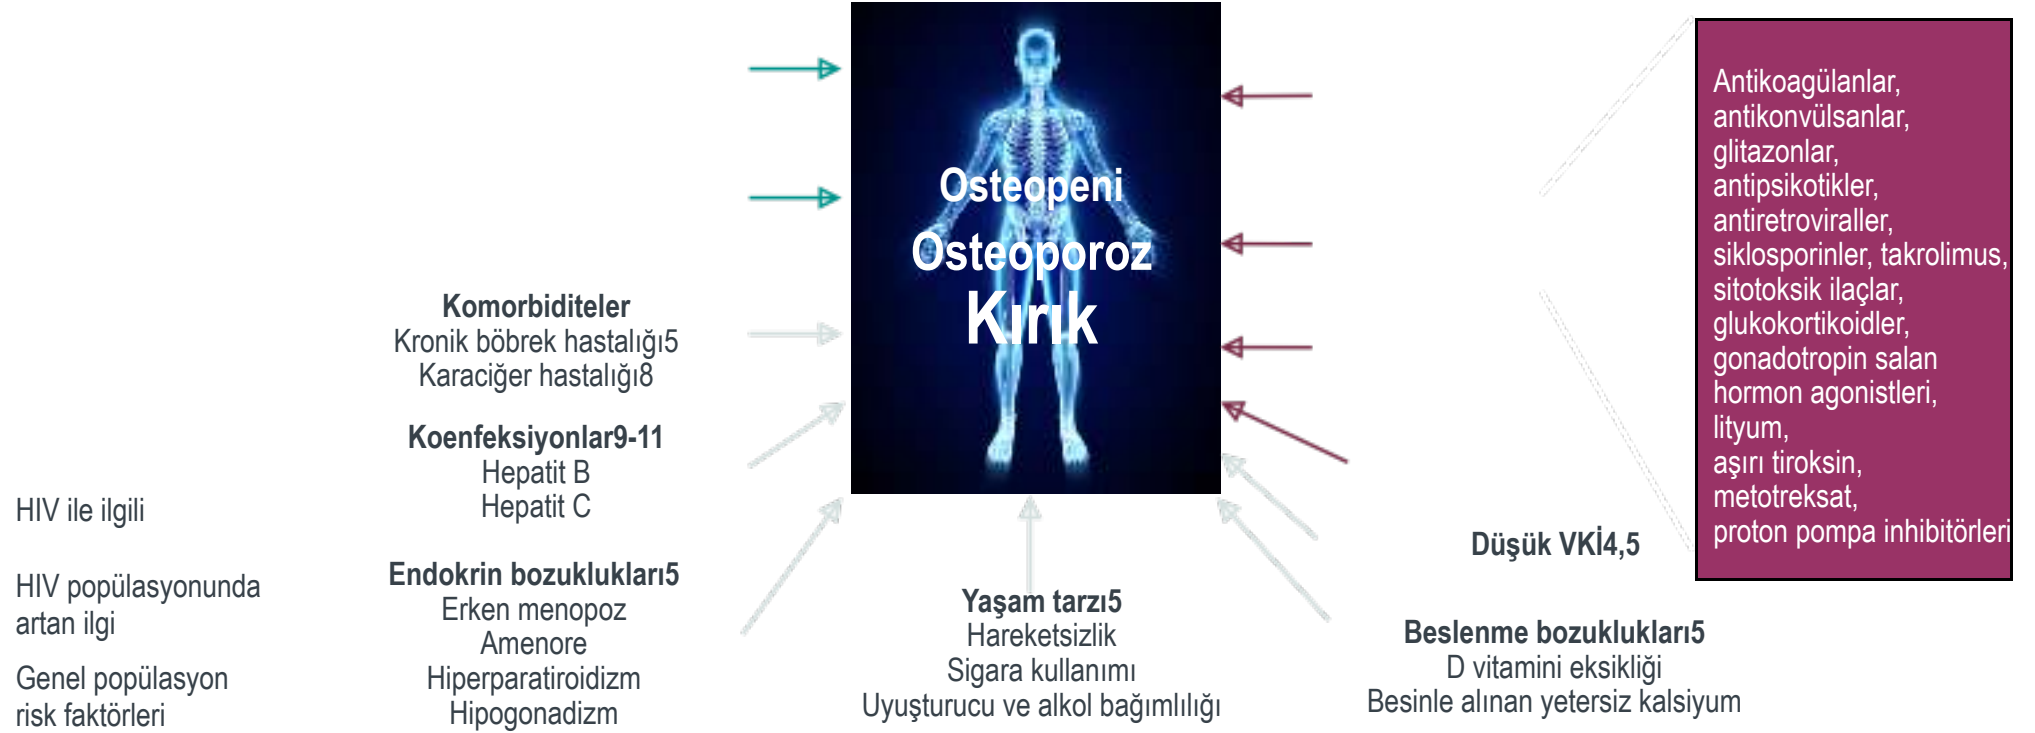 Osteopeni
Osteoporoz
Kırık
Komorbiditeler
Kronik böbrek hastalığı5
Karaciğer hastalığı8
Koenfeksiyonlar9-11
Hepatit B
Hepatit C
Endokrin bozuklukları5
Erken menopoz
Amenore
Hiperparatiroidizm
Hipogonadizm
HIV ile ilgili
HIV popülasyonunda
artan ilgi
Genel popülasyon
risk faktörleri
Yaşam tarzı5
Hareketsizlik
Sigara kullanımı
Uyuşturucu ve alkol bağımlılığı
Düşük VKİ4,5
Beslenme bozuklukları5
D vitamini eksikliği
Besinle alınan yetersiz kalsiyum
Antikoagülanlar,
antikonvülsanlar,
glitazonlar,
antipsikotikler,
antiretroviraller,
siklosporinler, takrolimus,
sitotoksik ilaçlar,
glukokortikoidler,
gonadotropin salan
hormon agonistleri,
lityum,
aşırı tiroksin,
metotreksat,
proton pompa inhibitörleri